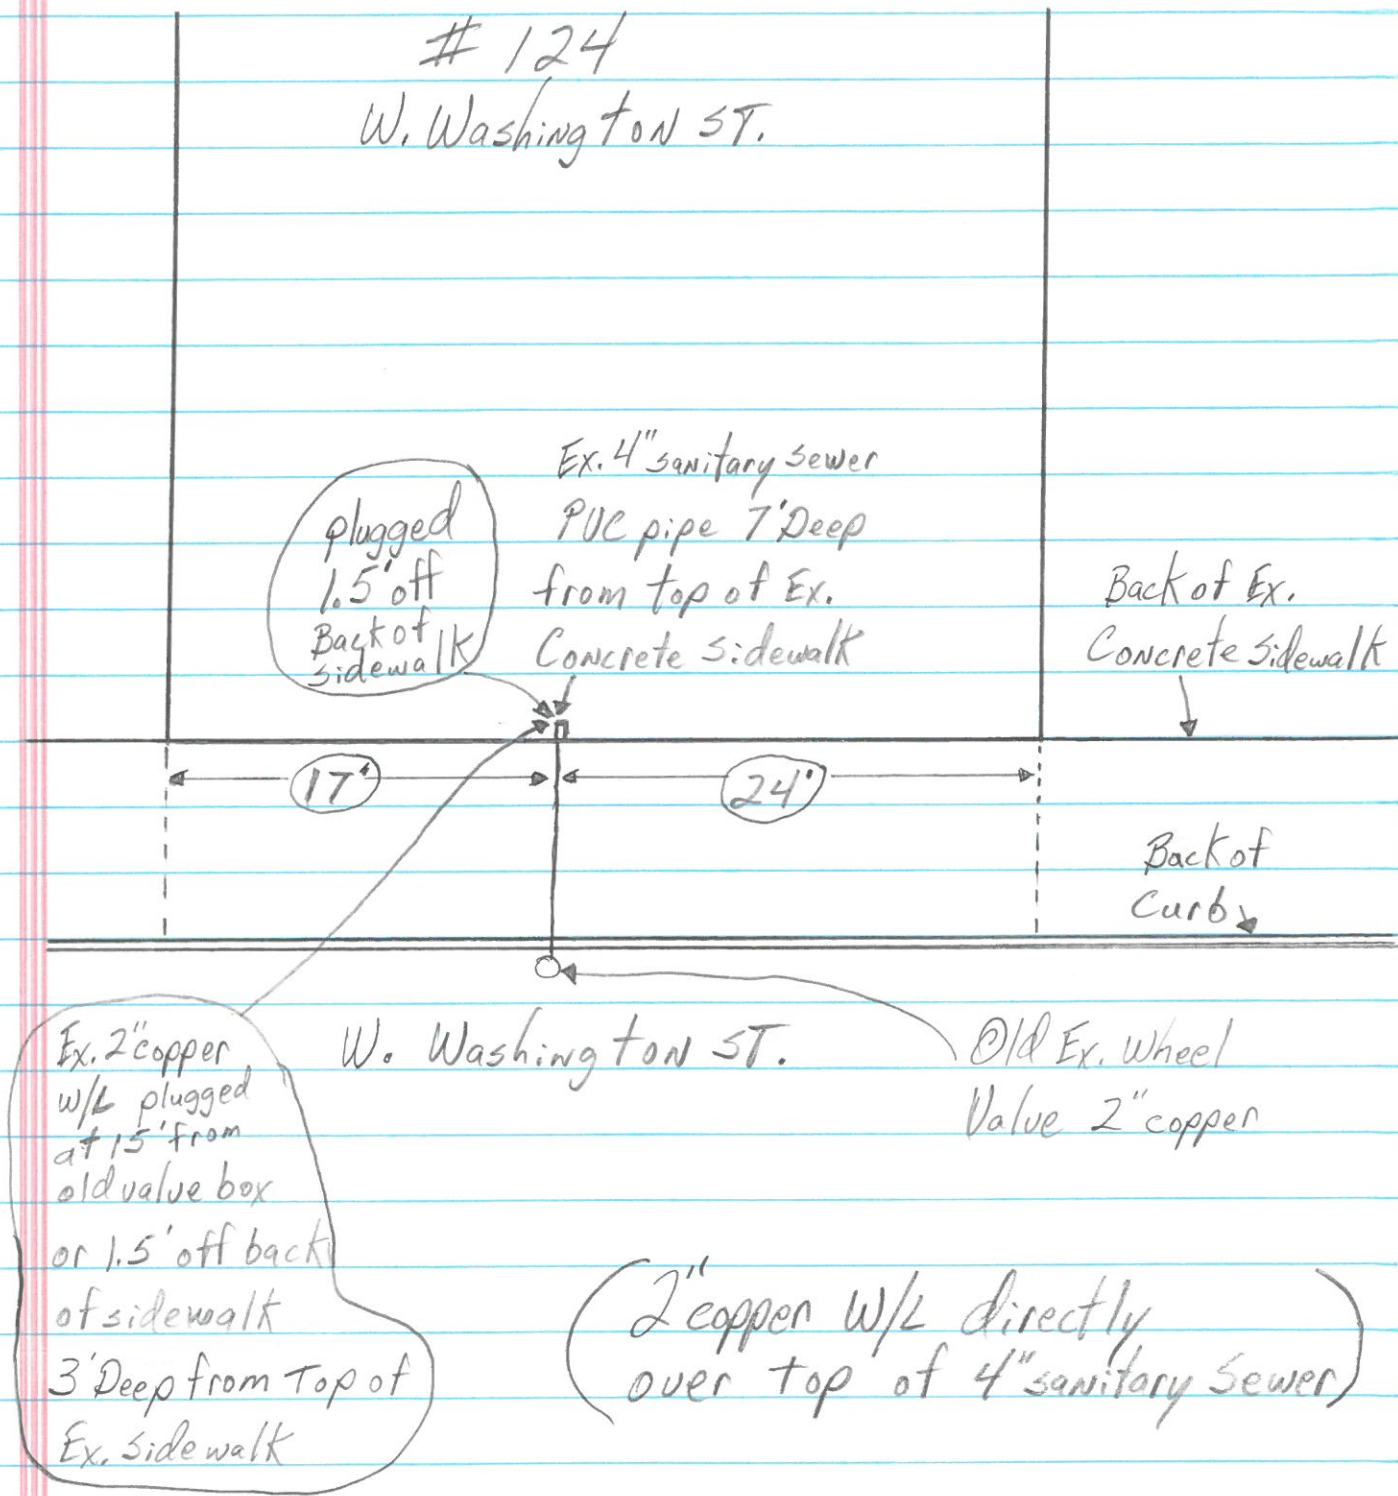 # 124
W. Washington ST.
plugged
1.5' off
Back of
sidewalk
Ex. 4" sanitary sewer
PVC pipe 7' Deep
from top of Ex.
Concrete sidewalk
Back of Ex.
Concrete sidewalk
17'
24'
Back of
Curb
W. Washington ST.
Old Ex. Wheel
Value 2" copper
Ex. 2" copper
W/L plugged
at 15' from
old value box
or 1.5' off back
of sidewalk
3' Deep from Top of
Ex. sidewalk
(2" copper W/L directly
over top of 4" sanitary sewer)